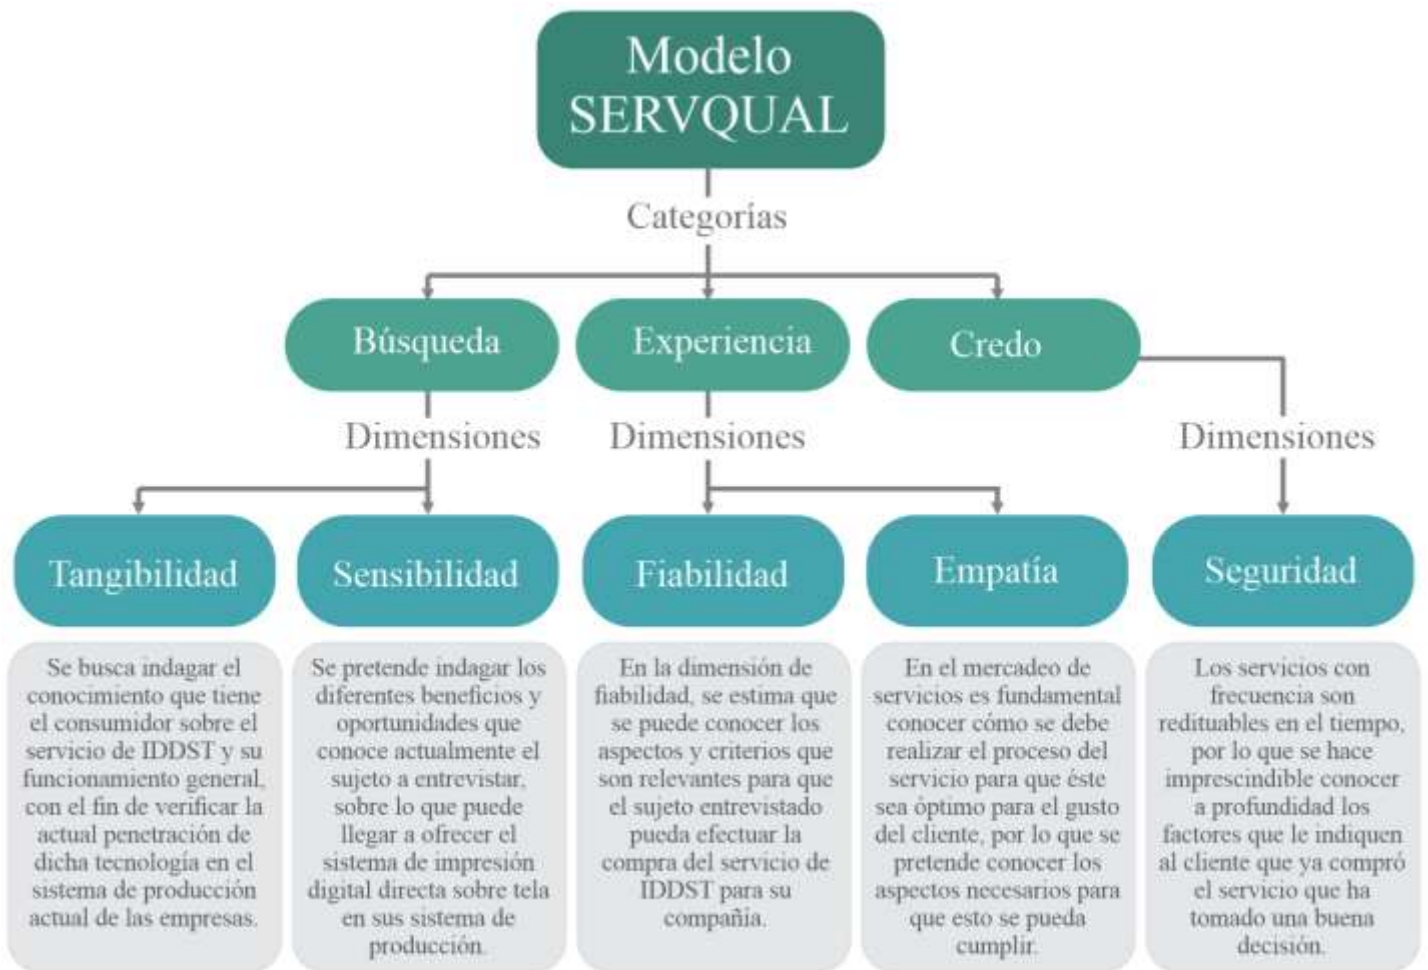 Modelo
SERVQUAL
Categorías
Búsqueda
Experiencia
Credo
Dimensiones
Dimensiones
Dimensiones
Tangibilidad
Sensibilidad
Fiabilidad
Empatía
Seguridad
Se busca indagar el
conocimiento que tiene
el consumidor sobre el
servicio de IDDST y su
funcionamiento general,
con el fin de verificar la
actual penetración de
dicha tecnología en el
sistema de producción
actual de las empresas.
Se pretende indagar los
diferentes beneficios y
oportunidades que
conoce actualmente el
sujeto a entrevistar,
sobre lo que puede
llegar a ofrecer el
sistema de impresión
digital directa sobre tela
en sus sistema de
producción.
En la dimensión de
fiabilidad, se estima que
se puede conocer los
aspectos y criterios que
son relevantes para que
el sujeto entrevistado
pueda efectuar la
compra del servicio de
IDDST para su
compañía.
En el mercadeo de
servicios es fundamental
conocer cómo se debe
realizar el proceso del
servicio para que éste
sea óptimo para el gusto
del cliente, por lo que se
pretende conocer los
aspectos necesarios para
que esto se pueda
cumplir.
Los servicios con
frecuencia son
redituables en el tiempo,
por lo que se hace
imprescindible conocer
a profundidad los
factores que le indiquen
al cliente que ya compró
el servicio que ha
tomado una buena
decisión.